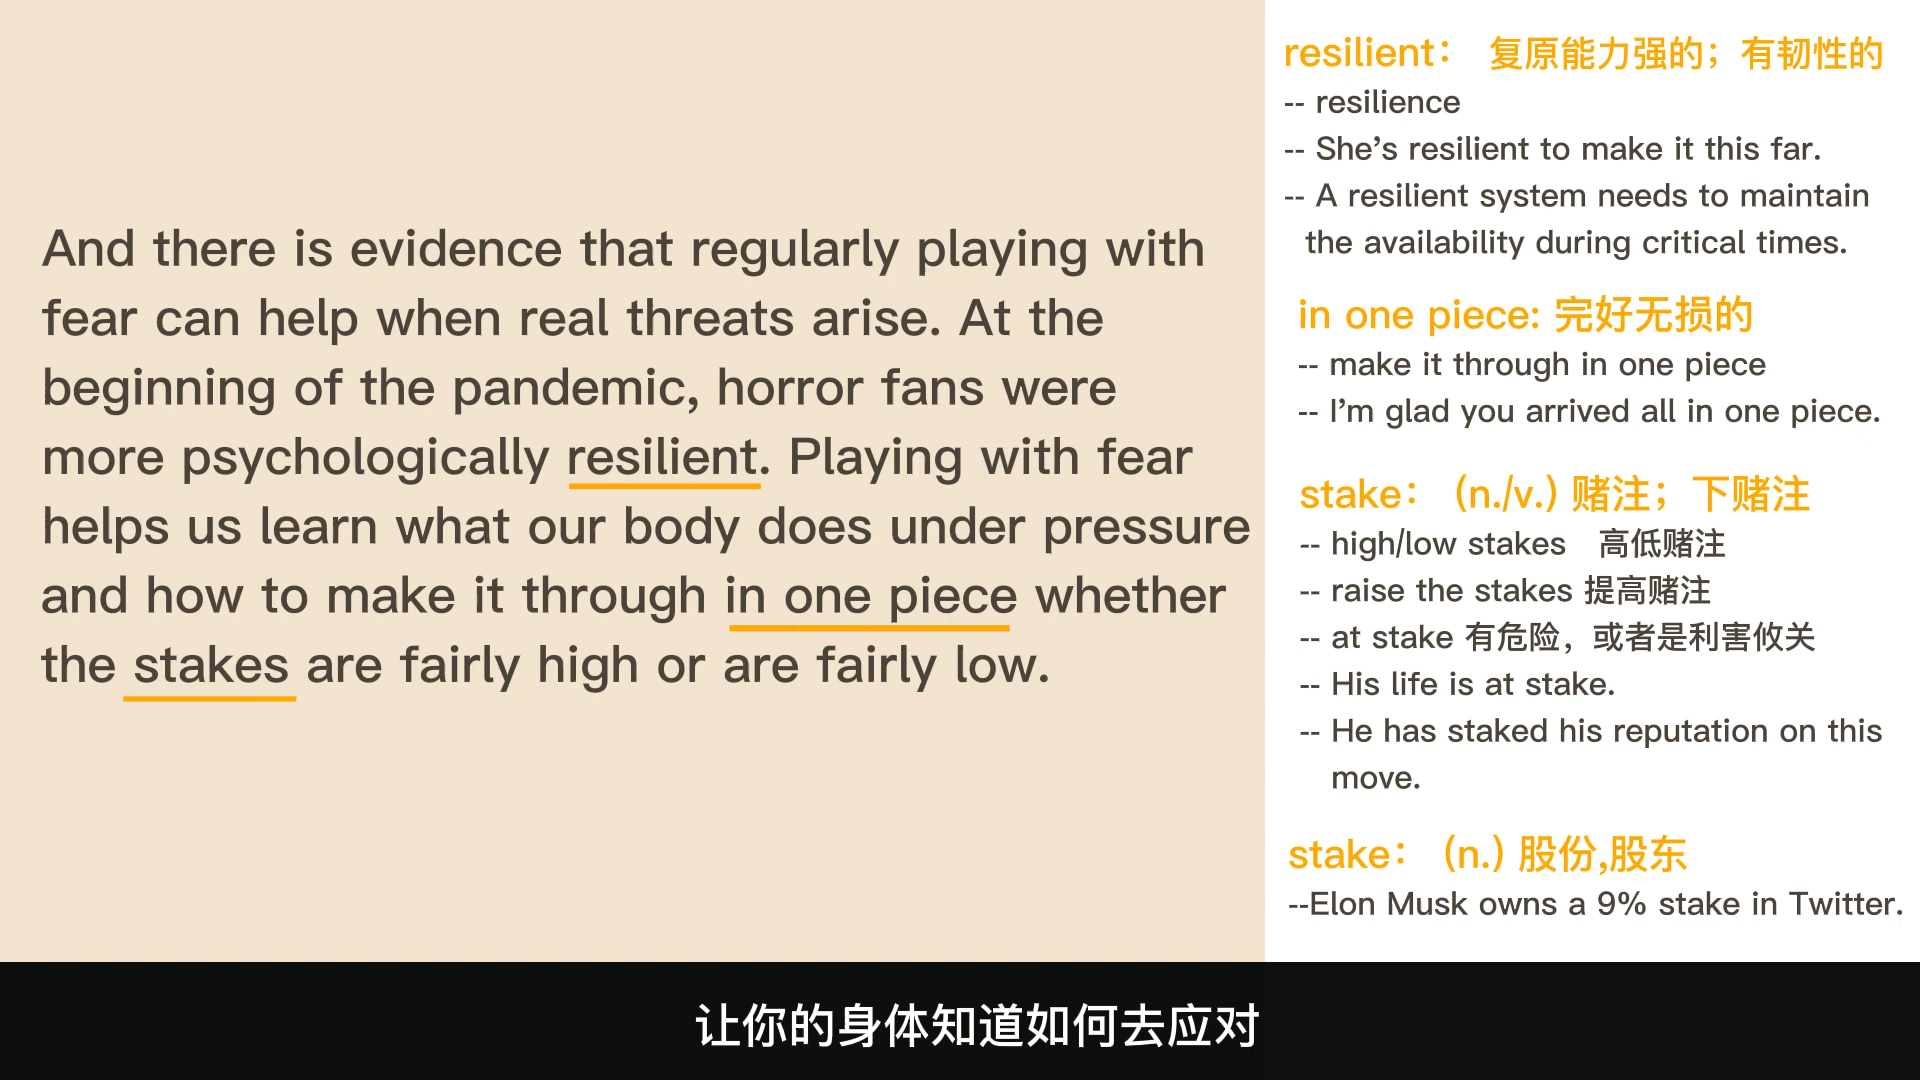 And there is evidence that regularly playing with
fear can help when real threats arise. At the
beginning of the pandemic, horror fans were
more psychologically resilient. Playing with fear
helps us learn what our body does under pressure
and how to make it through in one piece whether
the stakes are fairly high or are fairly low.
resilient： 复原能力强的；有韧性的
-- resilience
-- She’s resilient to make it this far.
-- A resilient system needs to maintain
the availability during critical times.
in one piece: 完好无损的
-- make it through in one piece
-- I’m glad you arrived all in one piece.
stake： (n./v.) 赌注；下赌注
-- high/low stakes 高低赌注
-- raise the stakes 提高赌注
-- at stake 有危险，或者是利害攸关
-- His life is at stake.
-- He has staked his reputation on this
move.
stake： (n.) 股份,股东
--Elon Musk owns a 9% stake in Twitter.
让你的身体知道如何去应对